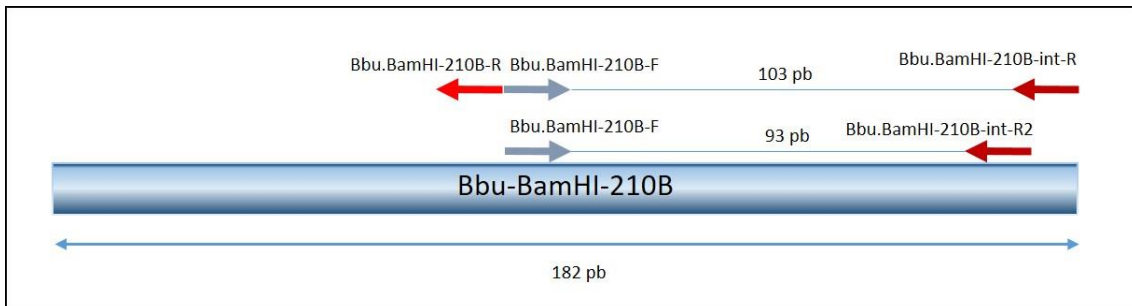 Bbu.BamHI-210B-R Bbu.BamHI-210B-F 103 pb Bbu.BamHI-210B-int-R
Bbu.BamHI-210B-F 93 pb Bbu.BamHI-210B-int-R2
Bbu-BamHI-210B
182 pb